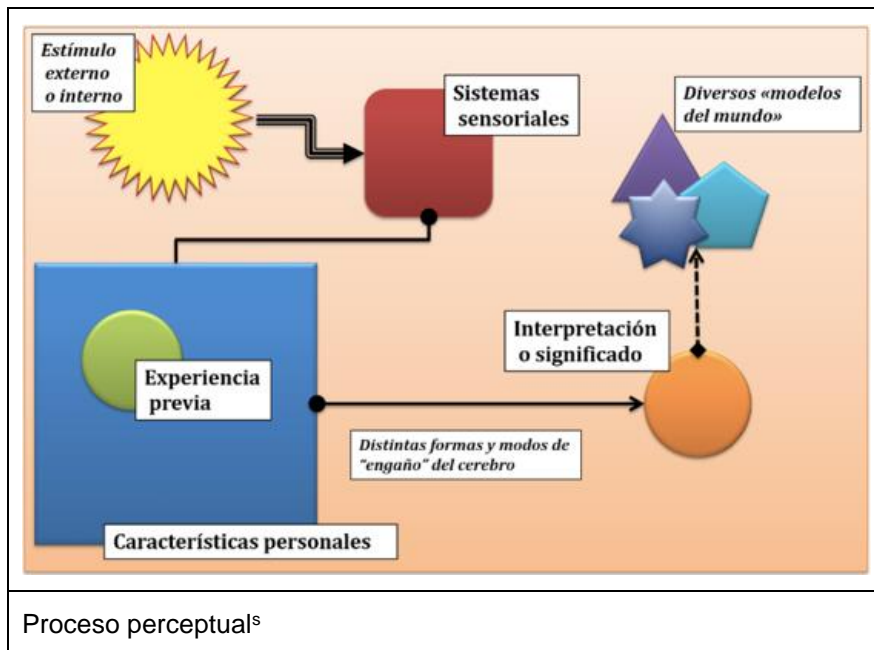 Estímulo
externo
o interno
Sistemas
sensoriales
Diversos «modelos
del mundo»
Interpretación
o significado
Experiencia
previa
Distintas formas y modos de
“engaño” del cerebro
Características personales
Proceso perceptualˢ